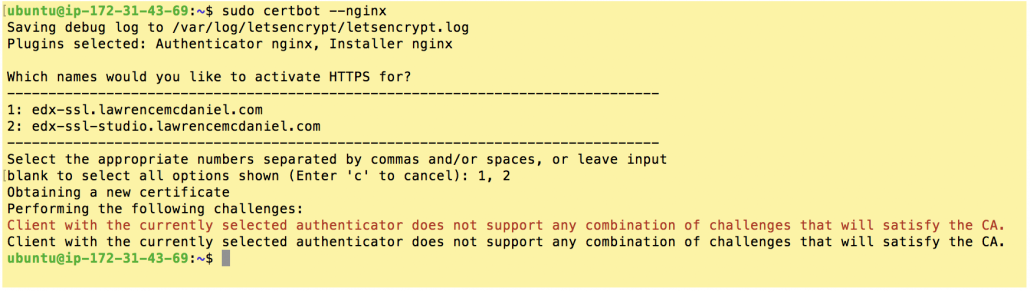 [ubuntu@ip-172-31-43-69:~$ sudo certbot --nginx
Saving debug log to /var/log/letsencrypt/letsencrypt.log
Plugins selected: Authenticator nginx, Installer nginx
Which names would you like to activate HTTPS for?
-------------------------------------------------------------------------------
1: edx-ssl.lawrencemcdaniel.com
2: edx-ssl-studio.lawrencemcdaniel.com
-------------------------------------------------------------------------------
Select the appropriate numbers separated by commas and/or spaces, or leave input
[blank to select all options shown (Enter 'c' to cancel): 1, 2
Obtaining a new certificate
Performing the following challenges:
Client with the currently selected authenticator does not support any combination of challenges that will satisfy the CA.
Client with the currently selected authenticator does not support any combination of challenges that will satisfy the CA.
ubuntu@ip-172-31-43-69:~$